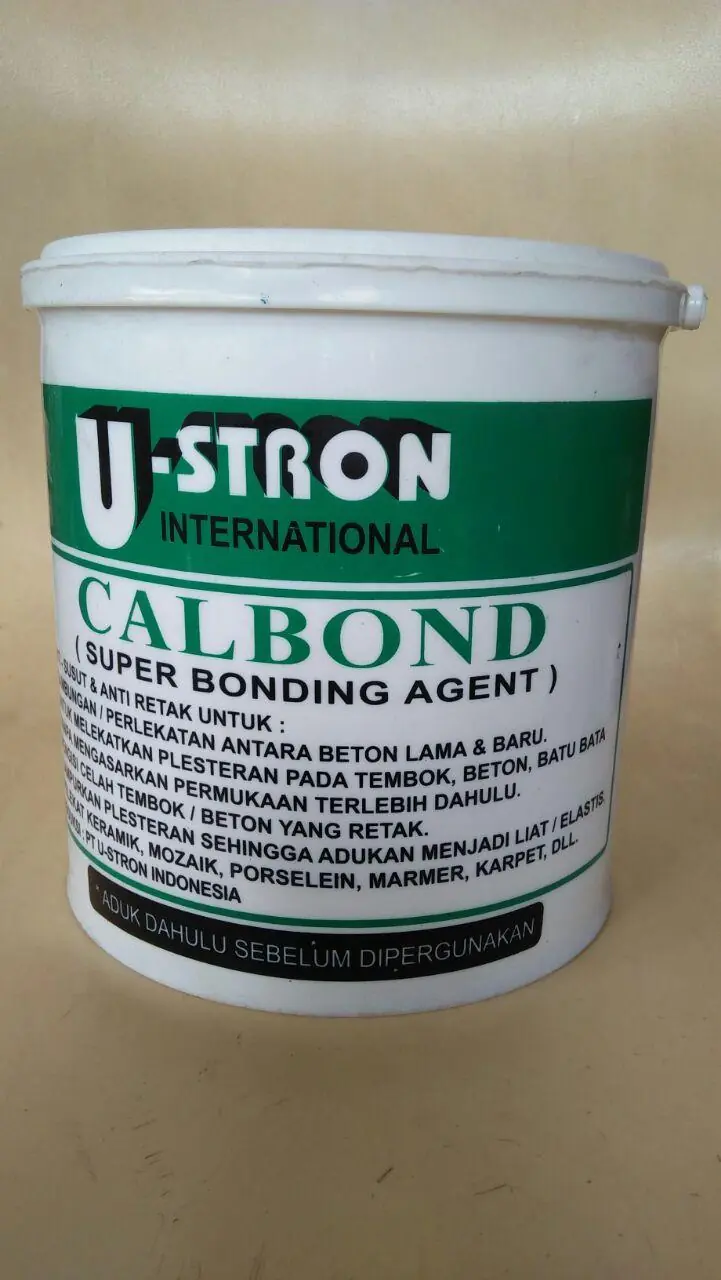 U-STRON
INTERNATIONAL
CALBOND
( SUPER BONDING AGENT )
SUSUT & ANTI RETAK UNTUK :
/ PERLEKATAN ANTARA BETON LAMA & BARU.
MELEKATKAN PLESTERAN PADA TEMBOK, BETON, BATU BATA
MENGASARKAN PERMUKAAN TERLEBIH DAHULU.
CELAH TEMBOK / BETON YANG RETAK.
PLESTERAN SEHINGGA ADUKAN MENJADI LIAT / ELASTIS.
KERAMIK, MOZAIK, PORSELEIN, MARMER, KARPET, DLL.
: PT U-STRON INDONESIA
* ADUK DAHULU SEBELUM DIPERGUNAKAN